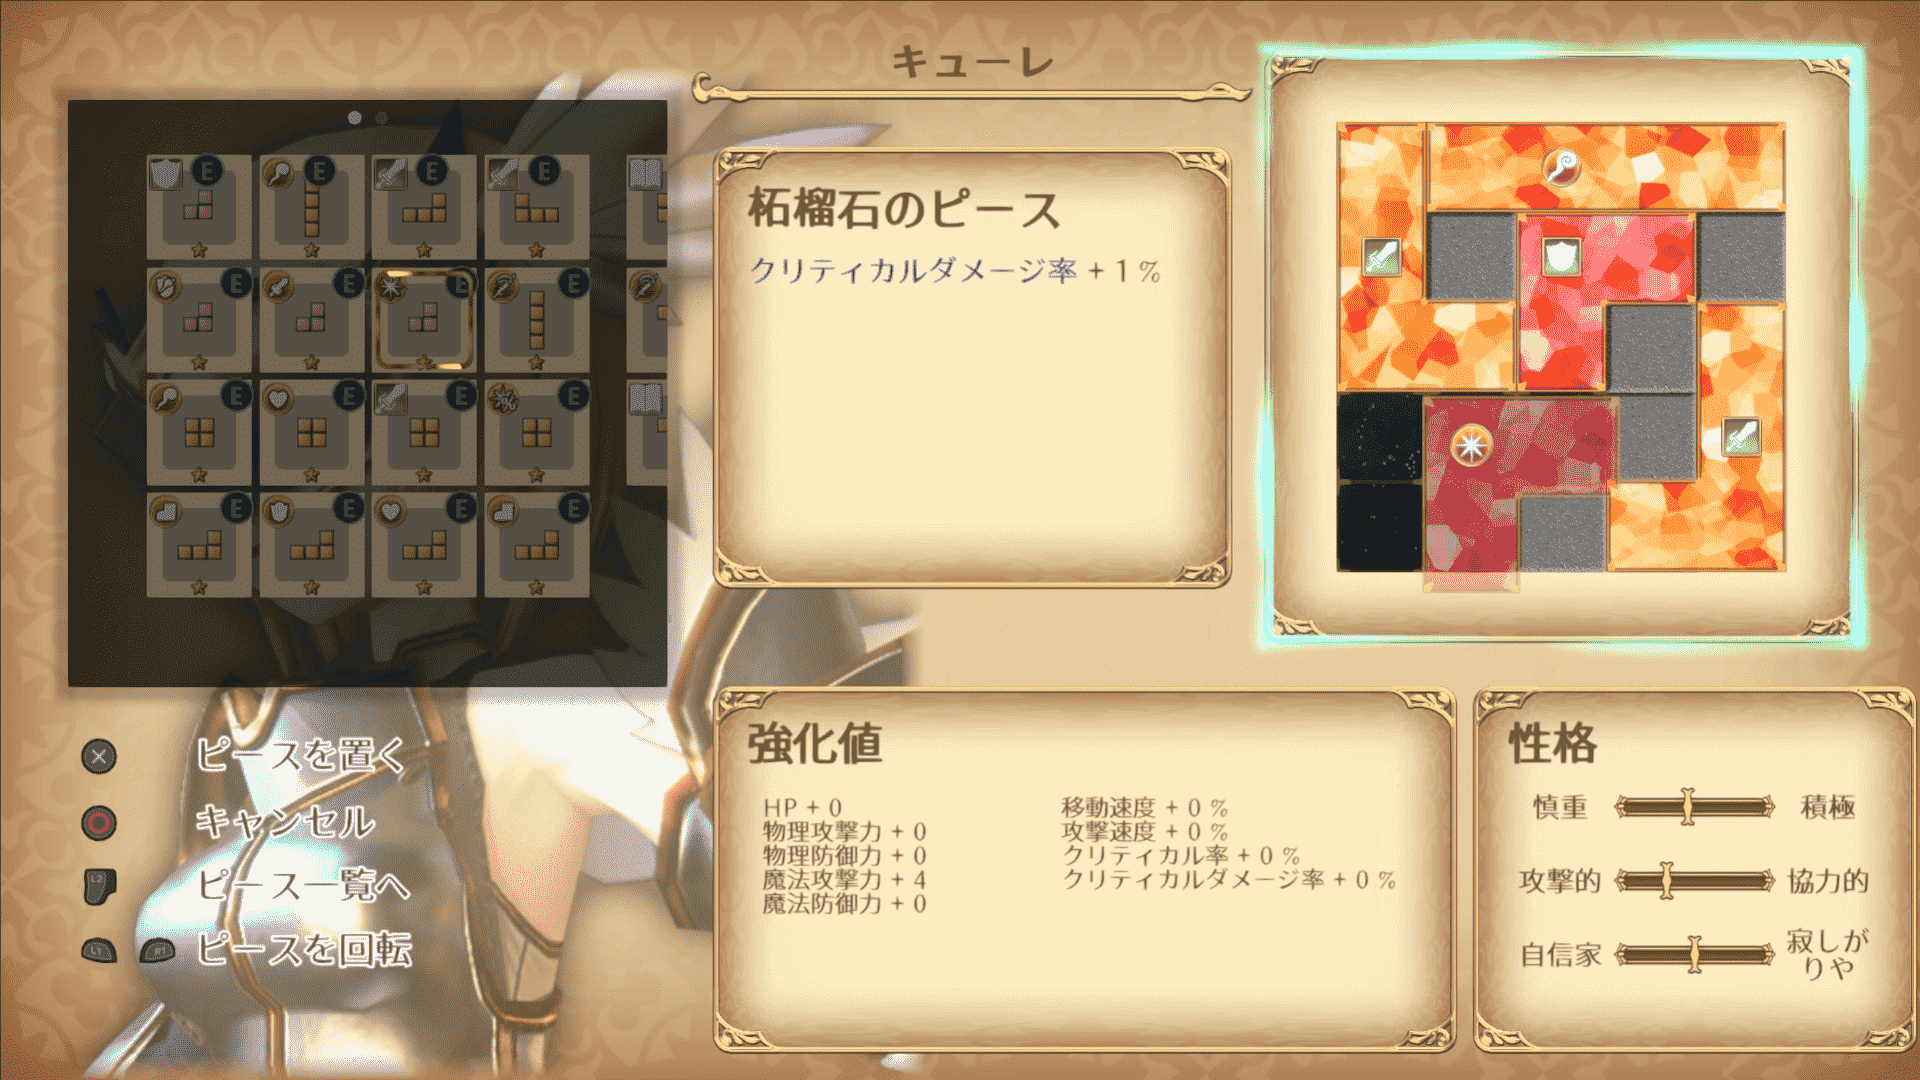 キューレ
E E E E
E E E E
E E E E
E E E E
柘榴石のピース
クリティカルダメージ率 + 1 %
ピースを置く
キャンセル
L2 ピース一覧へ
L1 R1 ピースを回転
強化値
HP + 0
物理攻撃力 + 0
物理防御力 + 0
魔法攻撃力 + 4
魔法防御力 + 0
移動速度 + 0 %
攻撃速度 + 0 %
クリティカル率 + 0 %
クリティカルダメージ率 + 0 %
性格
慎重 積極
攻撃的 協力的
自信家 寂しが
りや